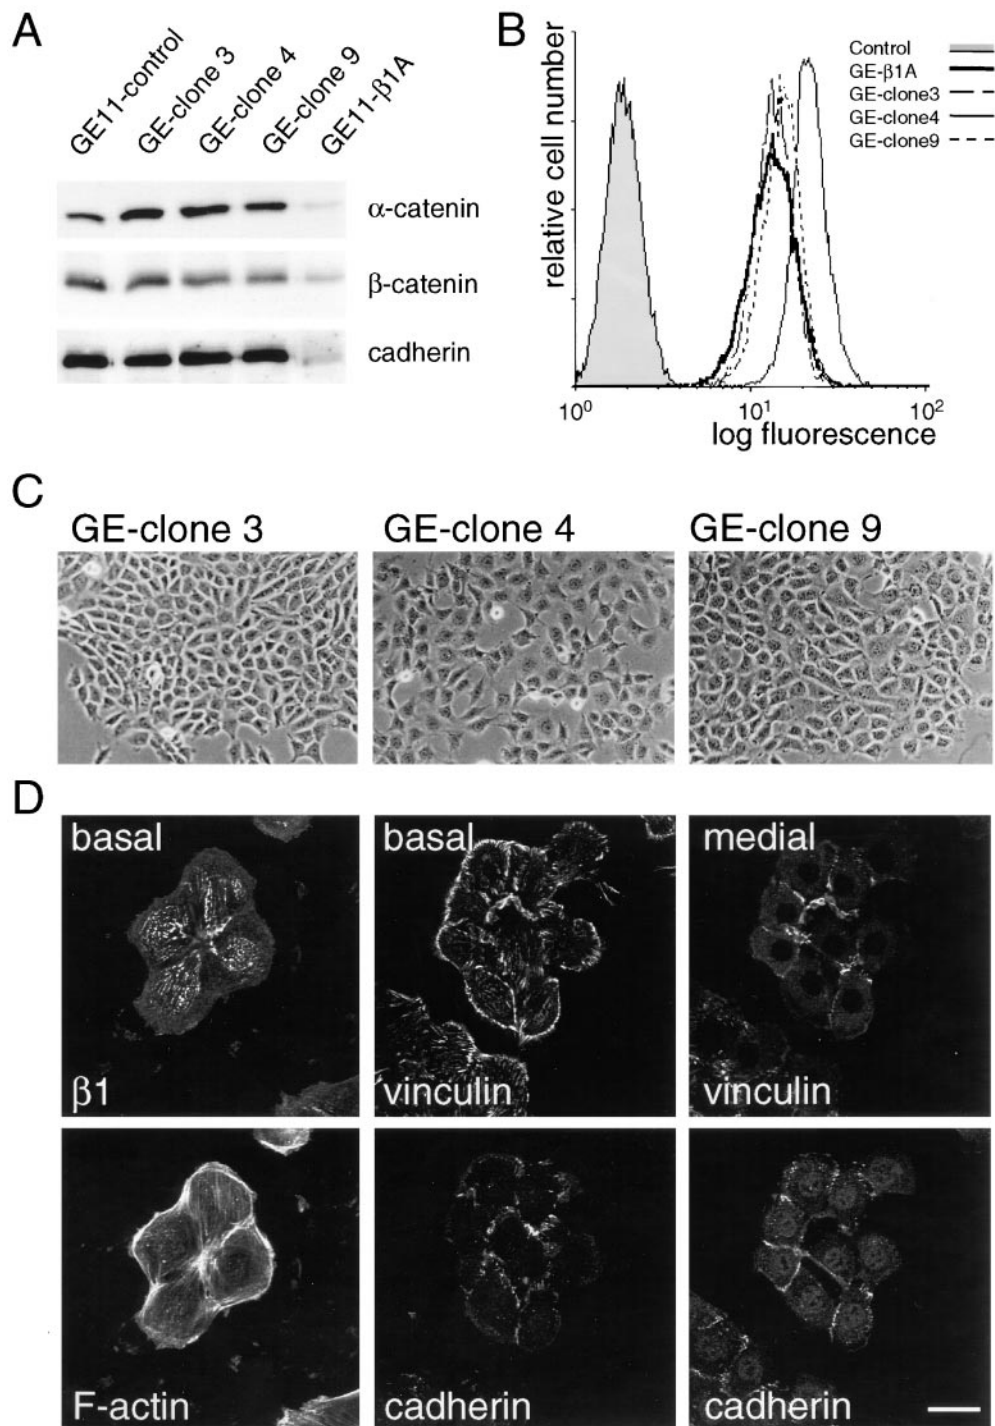 A
GE11-control
GE-clone 3
GE-clone 4
GE-clone 9
GE11-β1A
α-catenin
β-catenin
cadherin
B
relative cell number
Control
GE-β1A
GE-clone3
GE-clone4
GE-clone9
10⁰
10¹
10²
log fluorescence
C
GE-clone 3
GE-clone 4
GE-clone 9
D
basal
β1
basal
vinculin
medial
vinculin
F-actin
cadherin
cadherin